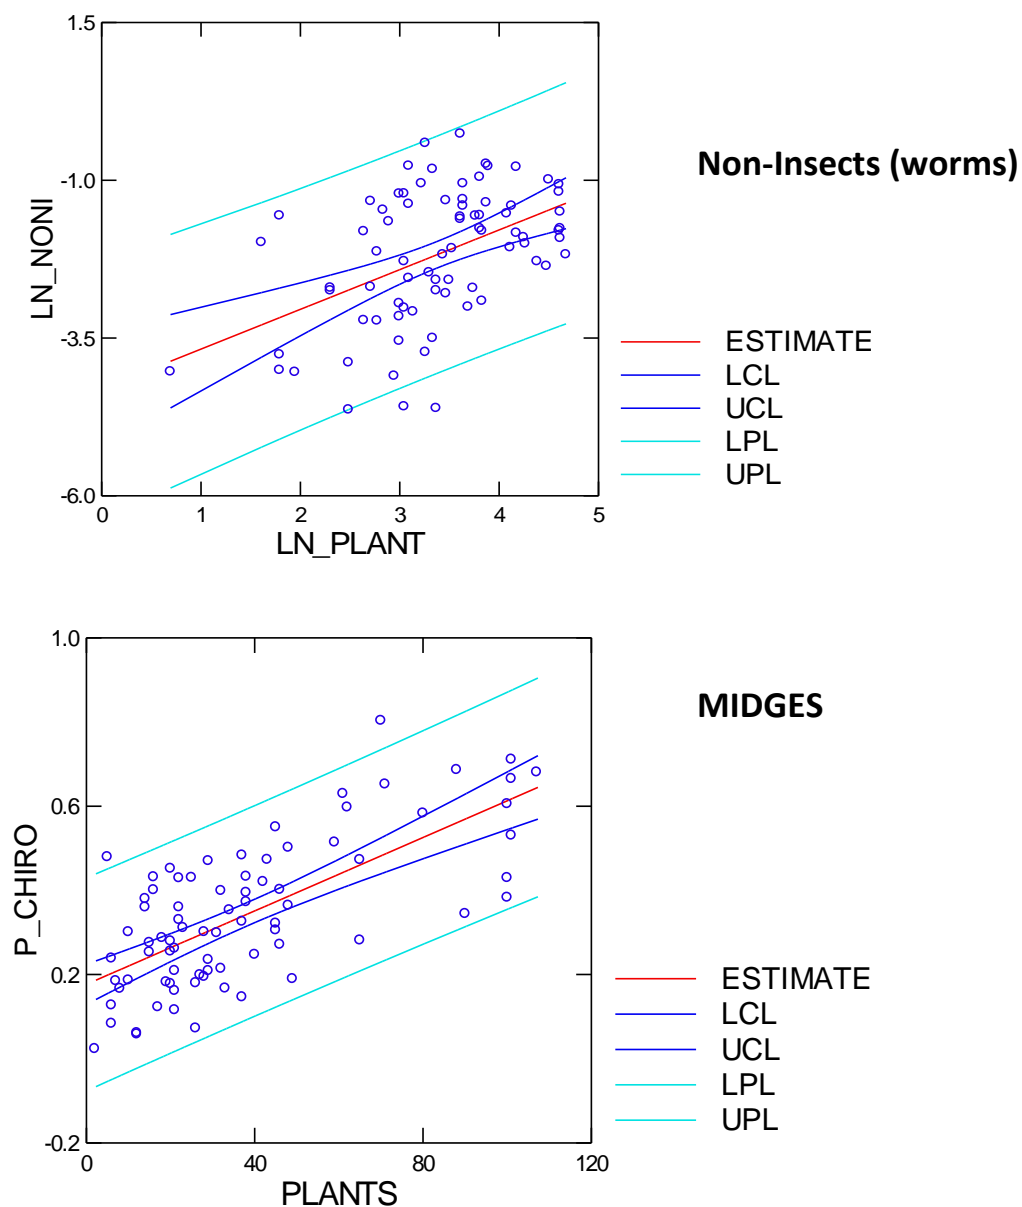 1.5
-1.0
-3.5
-6.0
LN_NONI
0 1 2 3 4 5
LN_PLANT
Non-Insects (worms)
ESTIMATE
LCL
UCL
LPL
UPL
1.0
0.6
0.2
-0.2
P_CHIRO
0 40 80 120
PLANTS
MIDGES
ESTIMATE
LCL
UCL
LPL
UPL